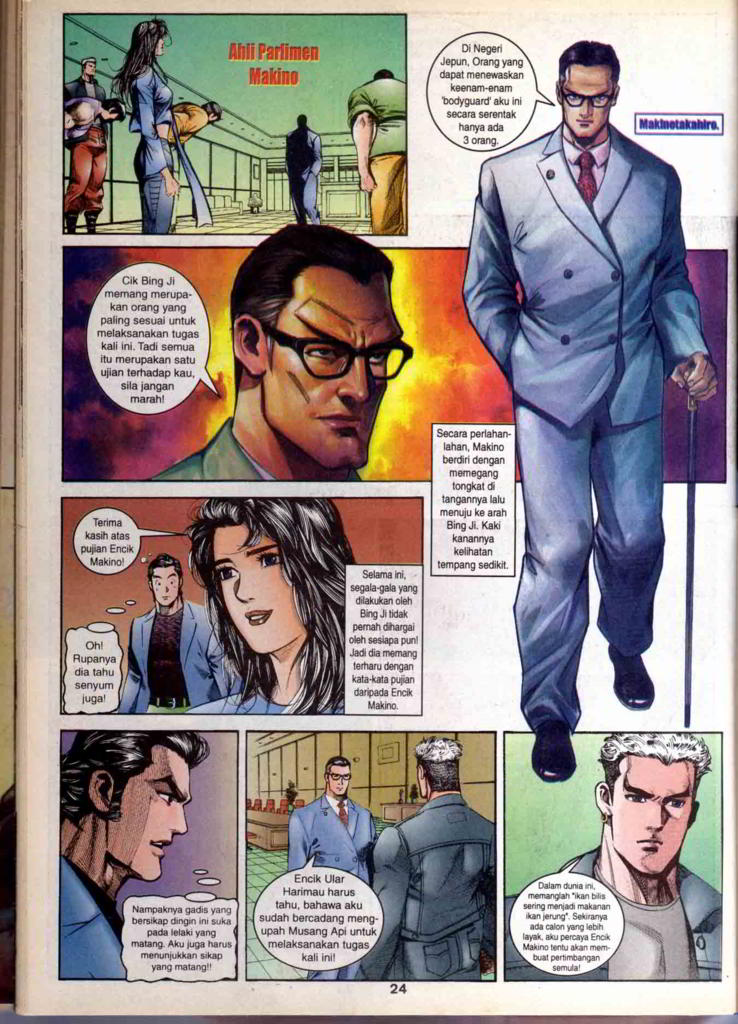 Ahli Parlimen
Makino
Di Negeri
Jepun, Orang yang
dapat menewaskan
keenam-enam
'bodyguard' aku ini
secara serentak
hanya ada
3 orang.
Makinotakahiro.
Cik Bing Ji
memang merupa-
kan orang yang
paling sesuai untuk
melaksanakan tugas
kali ini. Tadi semua
itu merupakan satu
ujian terhadap kau,
sila jangan
marah!
Secara perlahan-
lahan, Makino
berdiri dengan
memegang
tongkat di
tangannya lalu
menuju ke arah
Bing Ji. Kaki
kanannya
kelihatan
tempang sedikit.
Terima
kasih atas
pujian Encik
Makino!
Oh!
Rupanya
dia tahu
senyum
juga!
Selama ini,
segala-gala yang
dilakukan oleh
Bing Ji tidak
pernah dihargai
oleh sesiapa pun!
Jadi dia memang
terharu dengan
kata-kata pujian
daripada Encik
Makino.
Nampaknya gadis yang
bersikap dingin ini suka
pada lelaki yang
matang. Aku juga harus
menunjukkan sikap
yang matang!!
Encik Ular
Harimau harus
tahu, bahawa aku
sudah bercadang meng-
upah Musang Api untuk
melaksanakan tugas
kali ini!
Dalam dunia ini,
memanglah "ikan bilis
sering menjadi makanan
ikan jerung". Sekiranya
ada calon yang lebih
layak, aku percaya Encik
Makino tentu akan mem-
buat pertimbangan
semula!
24